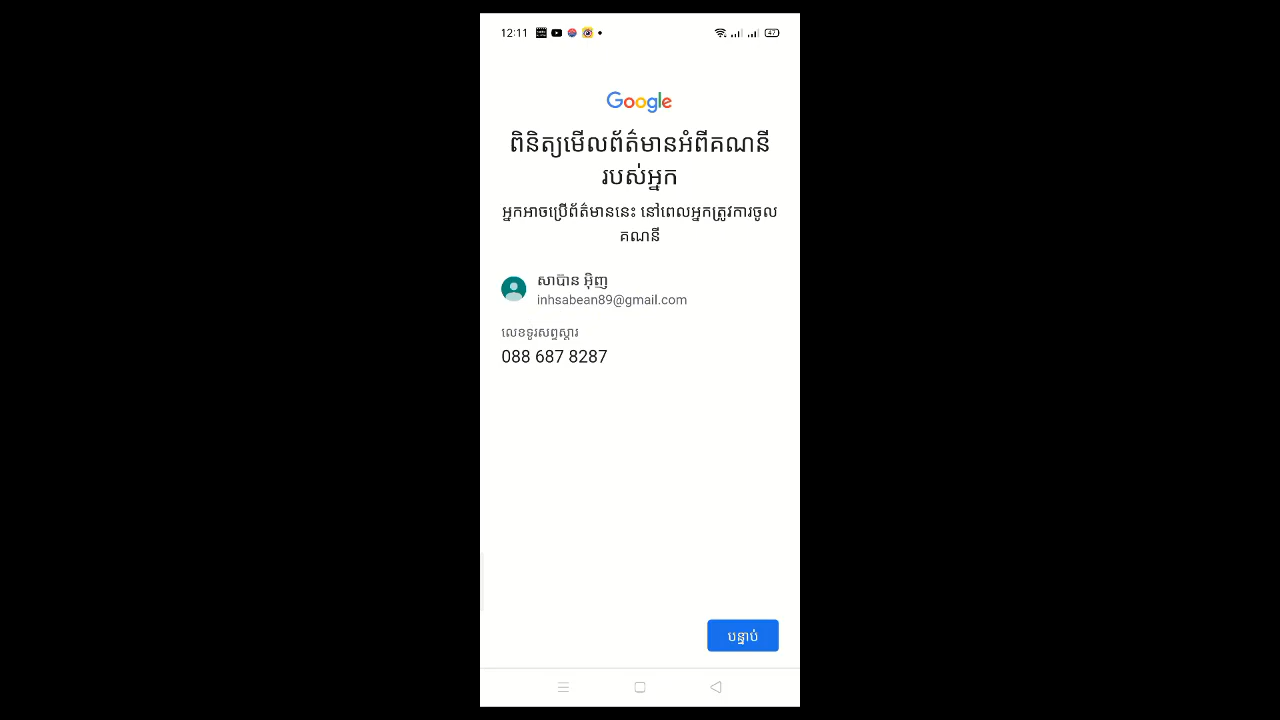 12:11
47
Google
ពិនិត្យមើលព័ត៌មានអំពីគណនី
របស់អ្នក
អ្នកអាចប្រើព័ត៌មាននេះ នៅពេលអ្នកត្រូវការចូល
គណនី
សាប៊ាន អ៊ិញ
inhsabean89@gmail.com
លេខទូរសព្ទស្ដារ
088 687 8287
បន្ទាប់